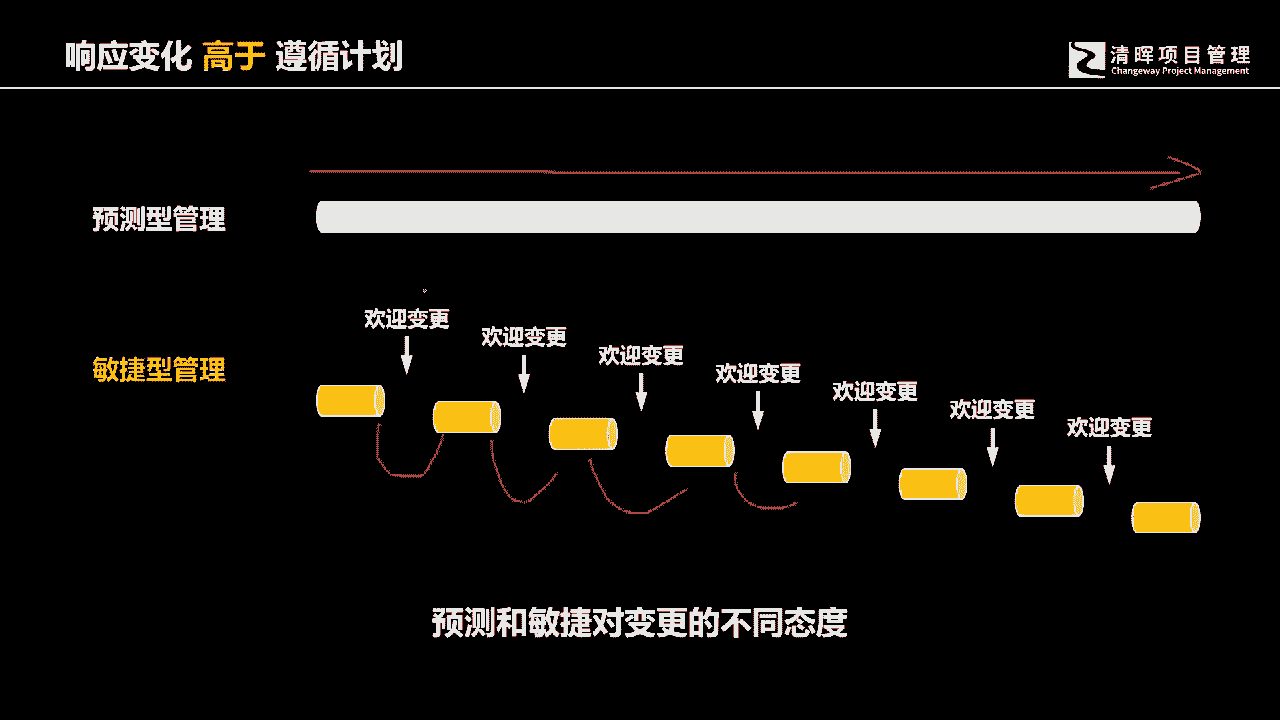 响应变化 高于 遵循计划
清晖项目管理
Changeway Project Management
预测型管理
欢迎变更
欢迎变更
欢迎变更
欢迎变更
欢迎变更
欢迎变更
欢迎变更
敏捷型管理
预测和敏捷对变更的不同态度